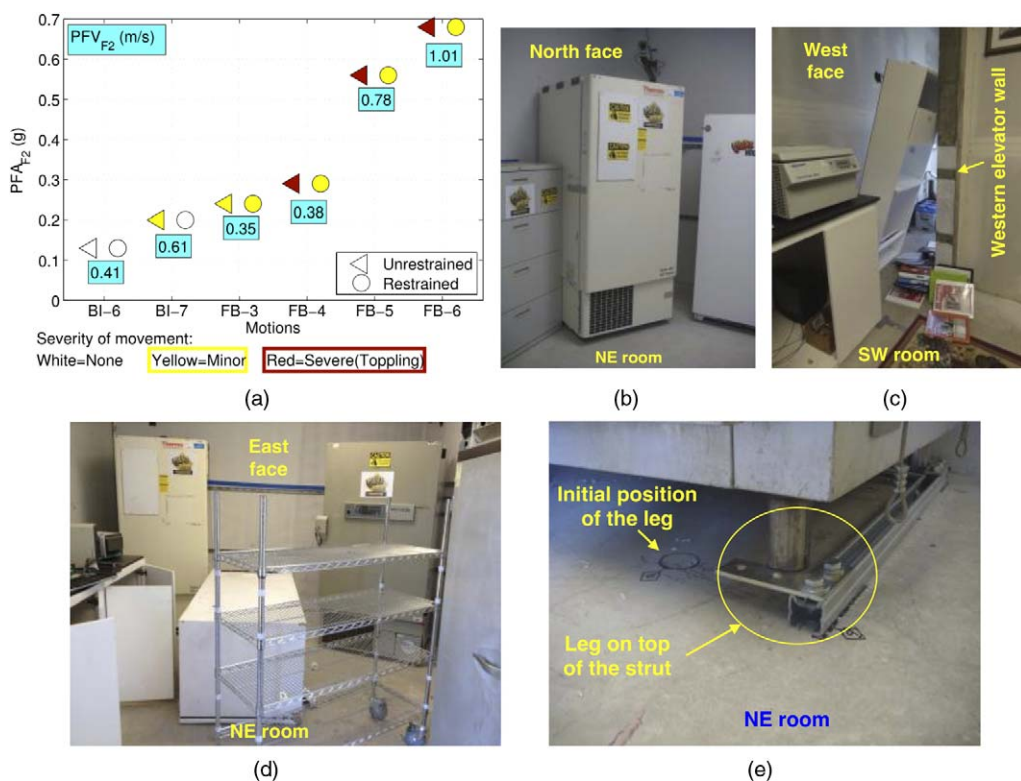 0.7
0.6
0.5
0.4
0.3
0.2
0.1
0
PFA_F2 (g)
PFV_F2 (m/s)
0.41
0.61
0.35
0.38
0.78
1.01
Unrestrained
Restrained
BI-6 BI-7 FB-3 FB-4 FB-5 FB-6
Motions
Severity of movement:
White=None Yellow=Minor Red=Severe(Toppling)
(a)
North face
CAUTION
CAUTION
NE room
(b)
West
face
Western elevator wall
SW room
(c)
East
face
NE room
(d)
Initial position
of the leg
Leg on top
of the strut
NE room
(e)